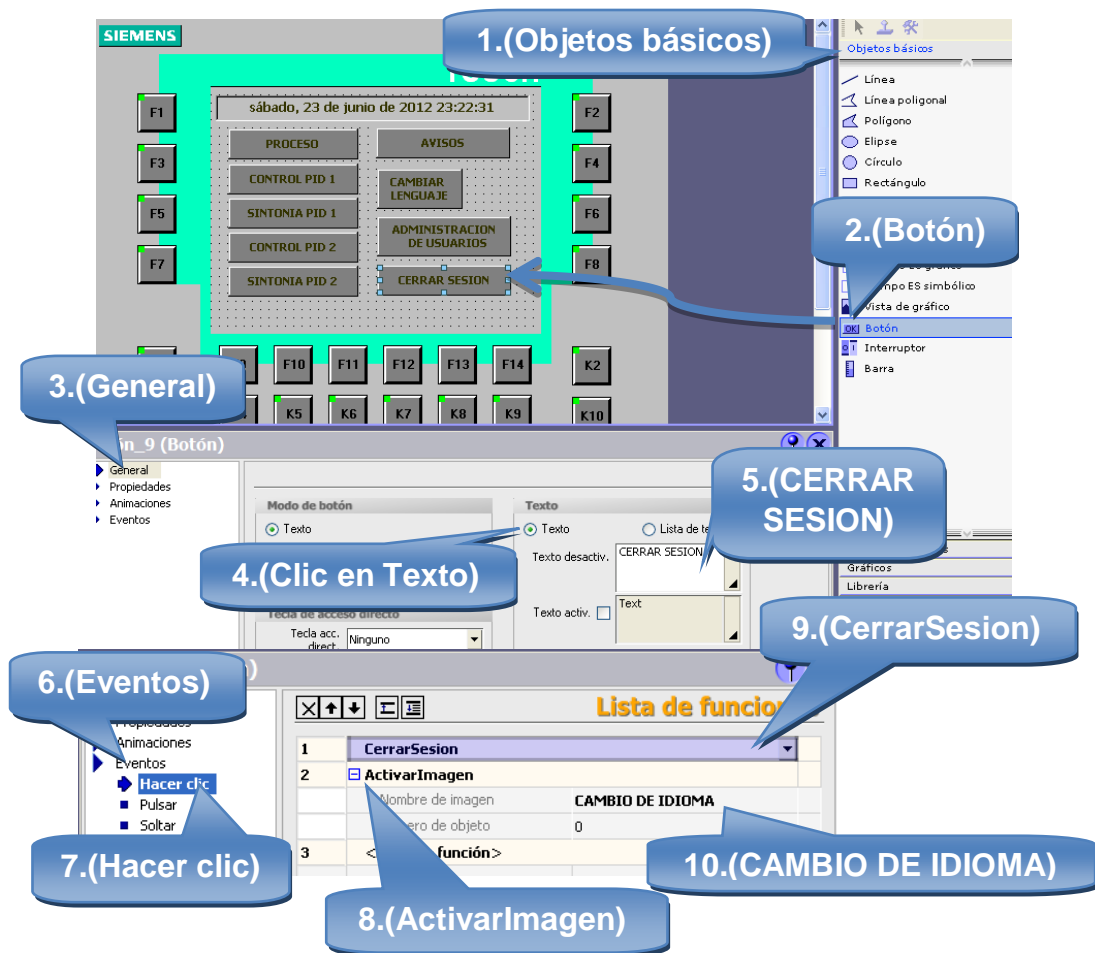 SIEMENS
1.(Objetos básicos)
Objetos básicos
Línea
Línea poligonal
Polígono
Elipse
Círculo
Rectángulo
2.(Botón)
ES simbólico
Vista de gráfico
OK Botón
Interruptor
Barra
sábado, 23 de junio de 2012 23:22:31
PROCESO
AVISOS
CONTROL PID 1
CAMBIAR
LENGUAJE
SINTONIA PID 1
ADMINISTRACION
DE USUARIOS
CONTROL PID 2
SINTONIA PID 2
CERRAR SESION
F1
F2
F3
F4
F5
F6
F7
F8
F10
F11
F12
F13
F14
K2
K5
K6
K7
K8
K9
K10
3.(General)
(Botón)
General
Propiedades
Animaciones
Eventos
Modo de botón
Texto
Texto
Texto
Lista de
4.(Clic en Texto)
Texto desactiv.
CERRAR SESION
5.(CERRAR
SESION)
Texto activ.
Text
Tecla de acceso directo
Tecla acc.
direct.
Ninguno
Gráficos
Librería
9.(CerrarSesion)
6.(Eventos)
Propiedades
Animaciones
Eventos
Hacer clic
Pulsar
Soltar
7.(Hacer clic)
Lista de
1
CerrarSesion
2
ActivarImagen
Nombre de imagen
CAMBIO DE IDIOMA
de objeto
0
3
función>
8.(ActivarImagen)
10.(CAMBIO DE IDIOMA)